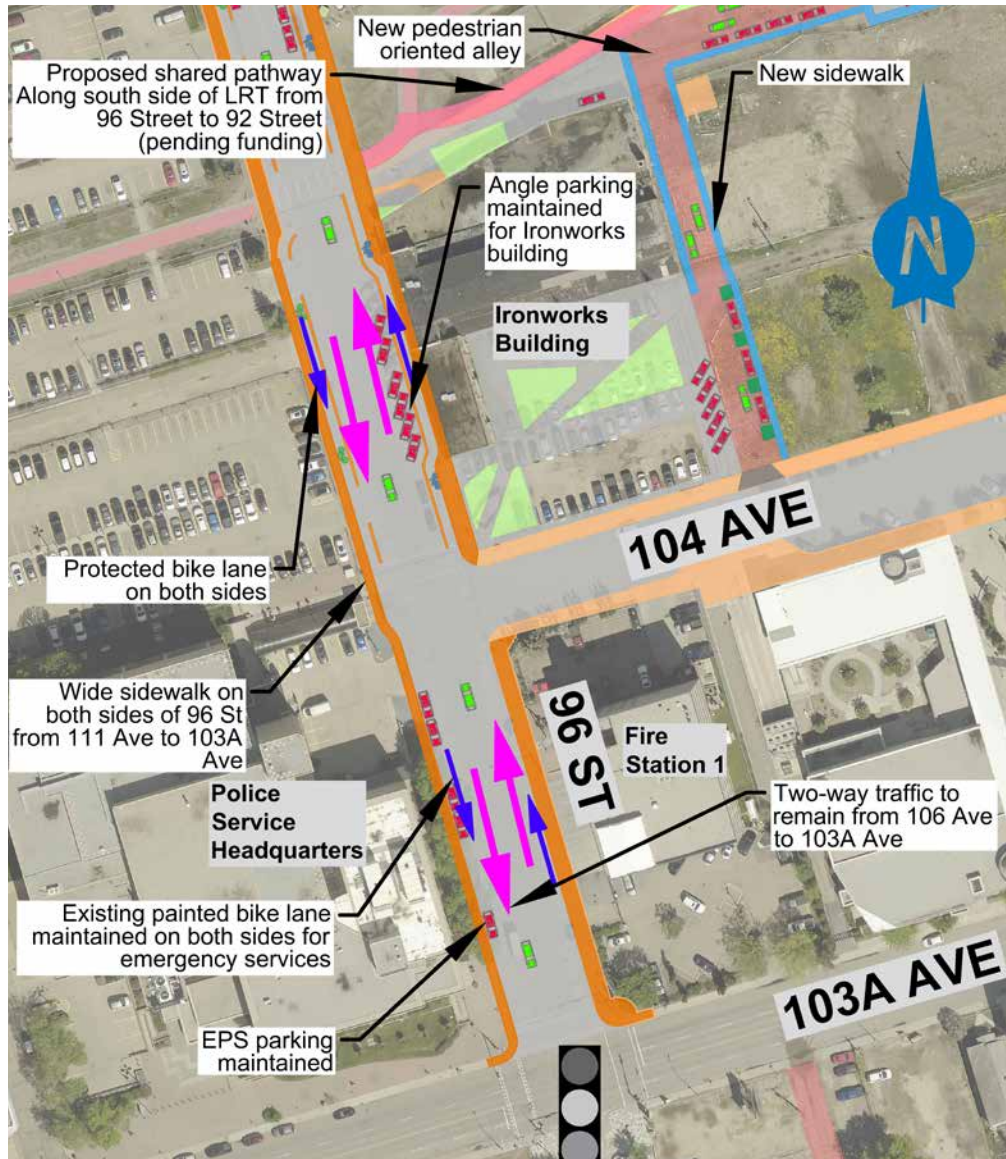 New pedestrian
oriented alley
Proposed shared pathway
Along south side of LRT from
96 Street to 92 Street
(pending funding)
New sidewalk
Angle parking
maintained
for Ironworks
building
N
Ironworks
Building
104 AVE
Protected bike lane
on both sides
Wide sidewalk on
both sides of 96 St
from 111 Ave to 103A
Ave
96 ST
Fire
Station 1
Police
Service
Headquarters
Two-way traffic to
remain from 106 Ave
to 103A Ave
Existing painted bike lane
maintained on both sides for
emergency services
103A AVE
EPS parking
maintained